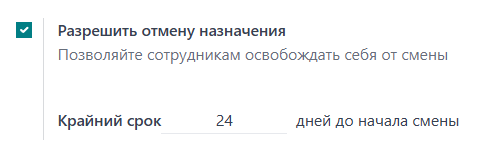 Разрешить отмену назначения
Позволяйте сотрудникам освобождать себя от смены
Крайний срок 24 дней до начала смены